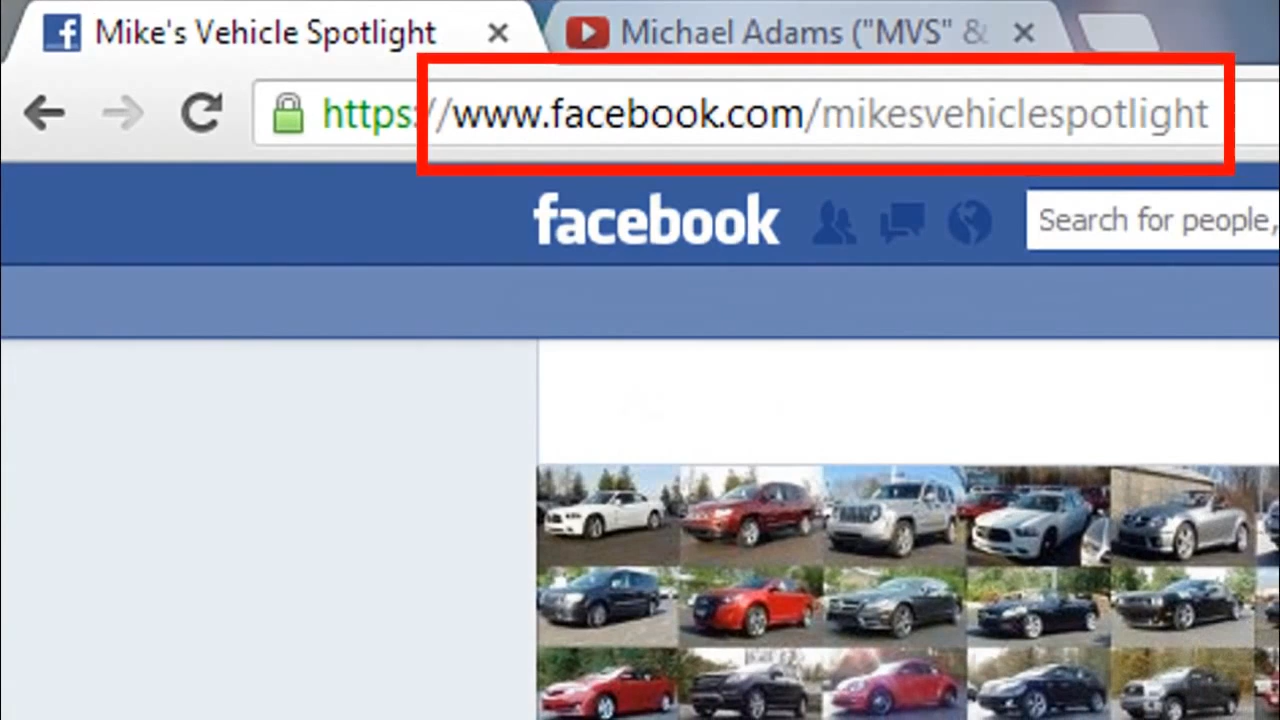 Mike's Vehicle Spotlight
Michael Adams ("MVS" &
https://www.facebook.com/mikesvehiclespotlight
facebook
Search for people,